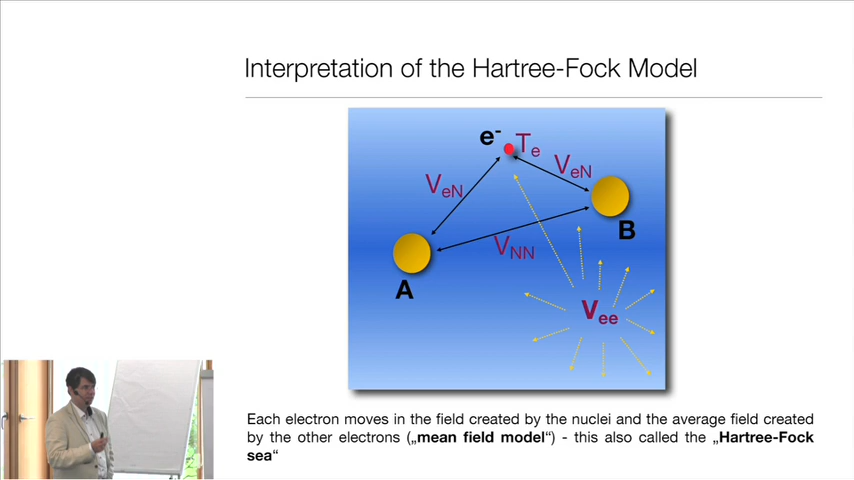 Interpretation of the Hartree-Fock Model
e-
Te
VeN
VeN
B
VNN
A
Vee
Each electron moves in the field created by the nuclei and the average field created
by the other electrons („mean field model“) - this also called the „Hartree-Fock
sea“